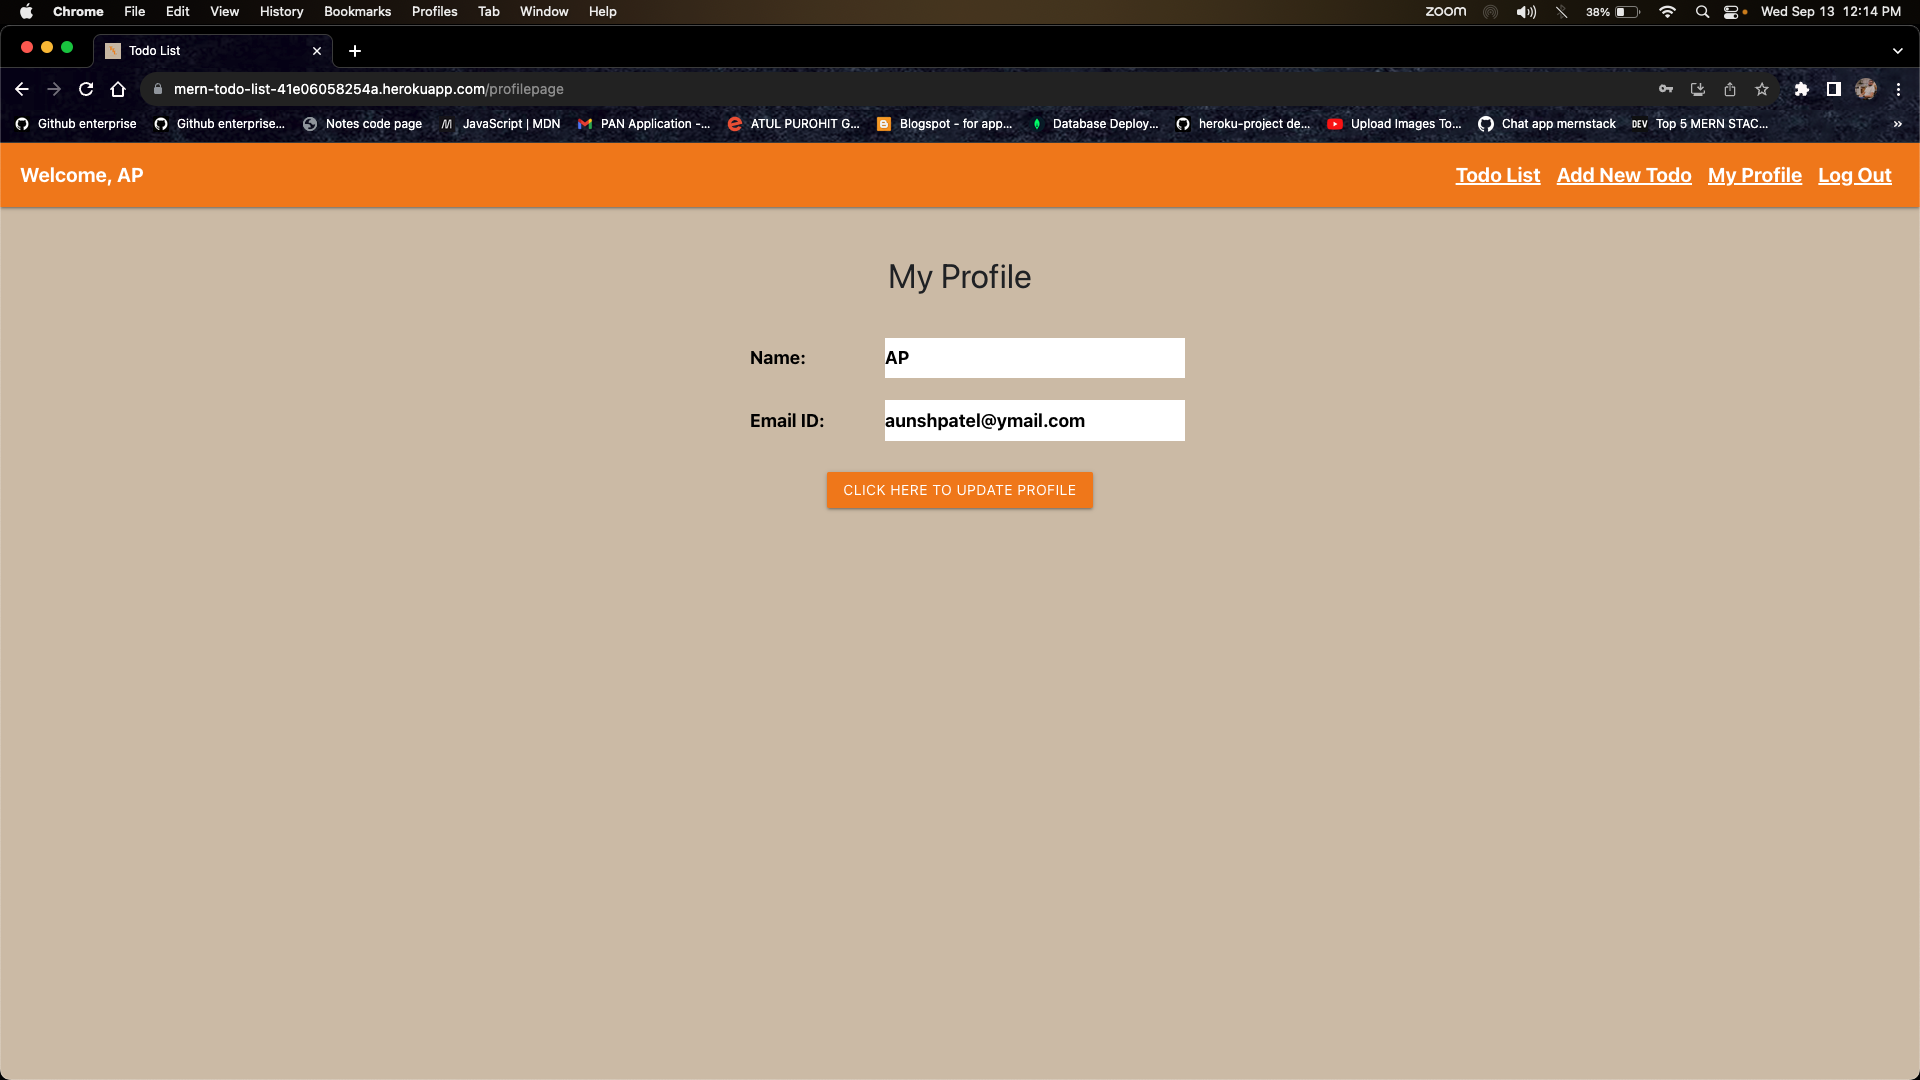 Chrome File Edit View History Bookmarks Profiles Tab Window Help zoom 38% Wed Sep 13 12:14 PM
Todo List
mern-todo-list-41e06058254a.herokuapp.com/profilepage
Github enterprise Github enterprise... Notes code page JavaScript | MDN PAN Application -... ATUL PUROHIT G... Blogspot - for app... Database Deploy... heroku-project de... Upload Images To... Chat app mernstack DEV Top 5 MERN STAC... »
Welcome, AP Todo List Add New Todo My Profile Log Out
My Profile
Name: AP
Email ID: aunshpatel@ymail.com
CLICK HERE TO UPDATE PROFILE